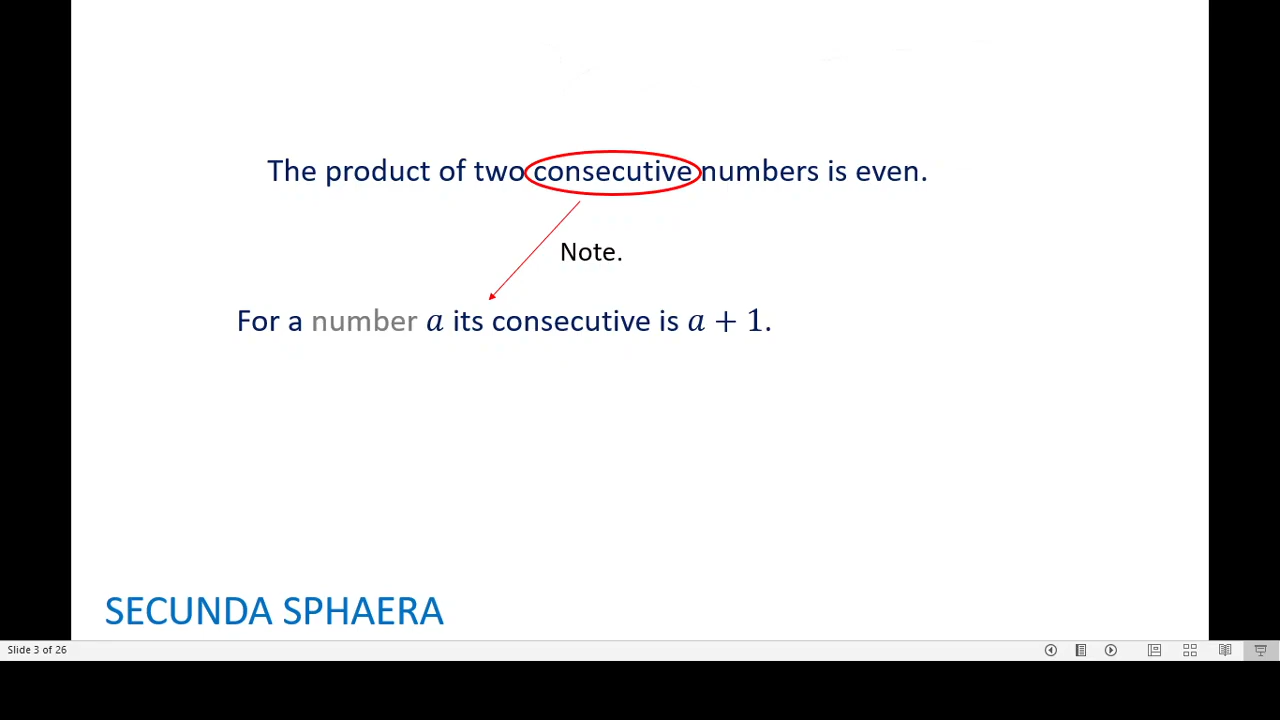 The product of two consecutive numbers is even.
Note.
For a number a its consecutive is a + 1.
SECUNDA SPHAERA
Slide 3 of 26